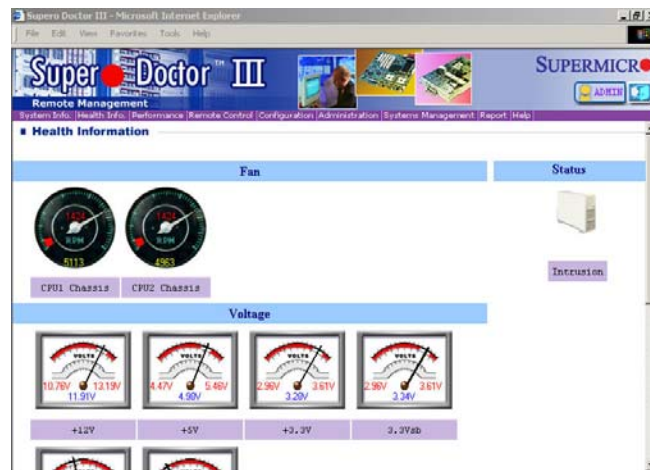 Supero Doctor III - Microsoft Internet Explorer
File Edit View Favorites Tools Help
Super Doctor ™ III
SUPERMICR
Remote Management
ADMIN
System Info. |Health Info. |Performance |Remote Control |Configuration |Administration |Systems Management |Report |Help|
Health Information
Fan
Status
1424 1424
RPM RPM
5113 4963
CPU1 Chassis CPU2 Chassis
Intrusion
Voltage
VOLTS VOLTS VOLTS VOLTS
10.76V 13.19V 4.47V 5.46V 2.96V 3.61V 2.96V 3.61V
11.91V 4.98V 3.28V 3.34V
+12V +5V +3.3V 3.3Vsb